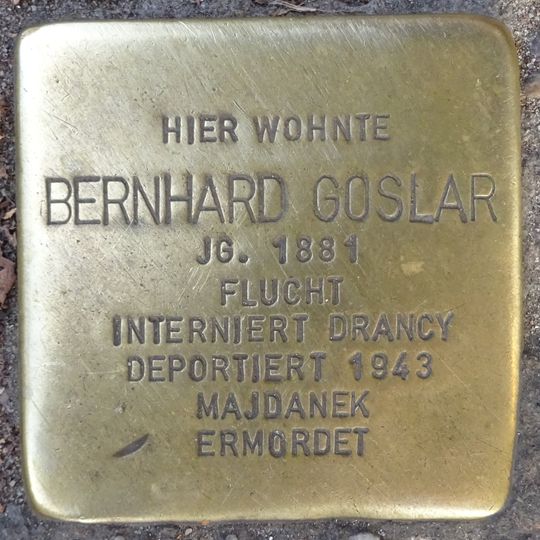 HIER WOHNTE
BERNHARD GOSLAR
JG. 1881
FLUCHT
INTERNIERT DRANCY
DEPORTIERT 1943
MAJDANEK
ERMORDET